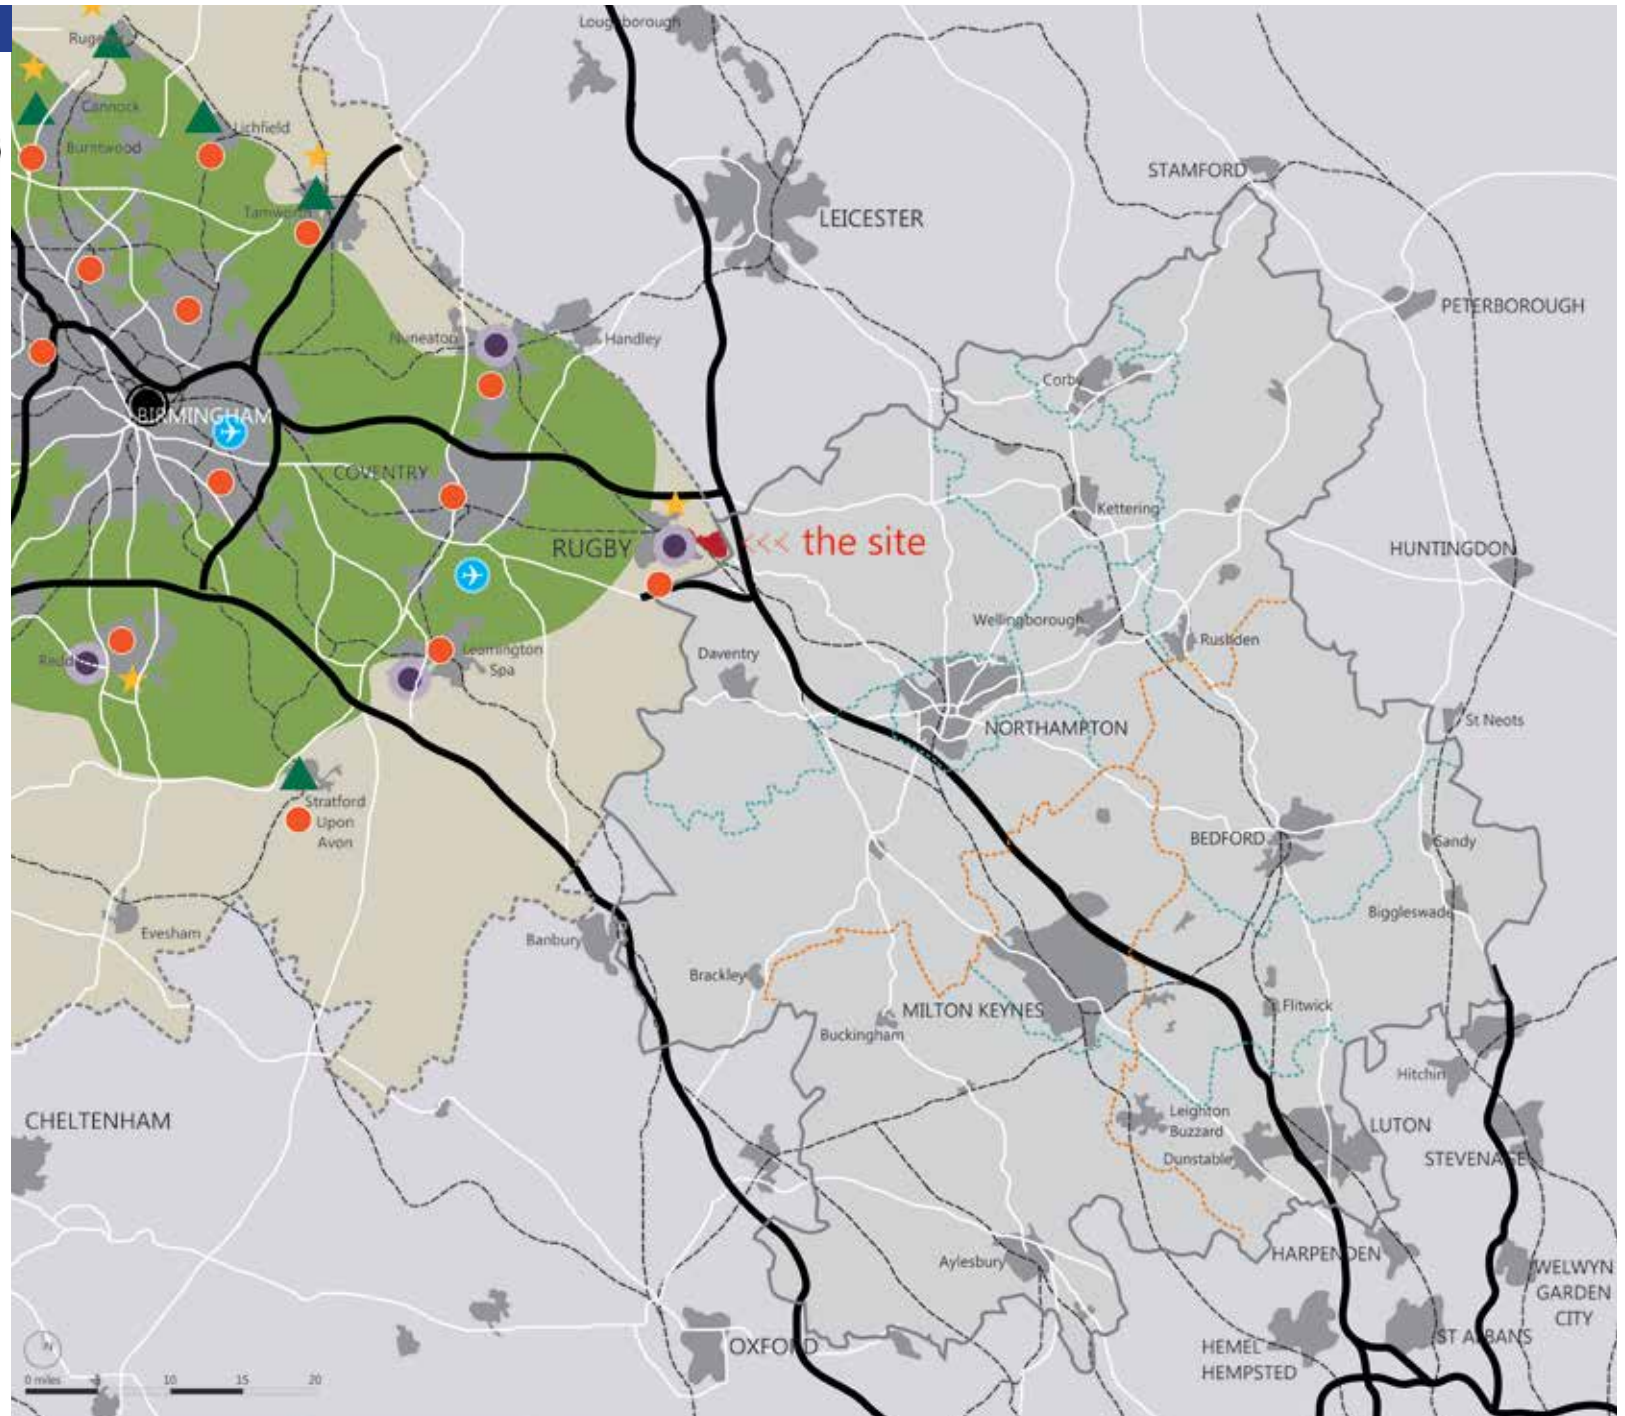 Loughborough
Rugeley
Cannock
Lichfield
Burntwood
STAMFORD
Tamworth
LEICESTER
PETERBOROUGH
Nuneaton
Handley
Corby
BIRMINGHAM
COVENTRY
Kettering
RUGBY
<<< the site
HUNTINGDON
Wellingborough
Rushden
Redditch
Leamington
Spa
Daventry
St Neots
NORTHAMPTON
Stratford
Upon
Avon
BEDFORD
Sandy
Biggleswade
Evesham
Banbury
Brackley
MILTON KEYNES
Flitwick
Buckingham
Hitchin
CHELTENHAM
Leighton
Buzzard
LUTON
Dunstable
STEVENAGE
Aylesbury
HARPENDEN
WELWYN
GARDEN
CITY
OXFORD
HEMEL
HEMPSTED
ST ALBANS
N
0 miles 5 10 15 20